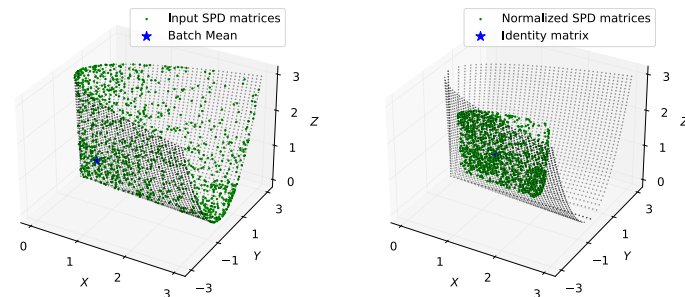 Input SPD matrices
Batch Mean
3
2
1
0
Z
0
1
2
3
X
−3
−1
1
3
Y
Normalized SPD matrices
Identity matrix
3
2
1
0
Z
0
1
2
3
X
−3
−1
1
3
Y